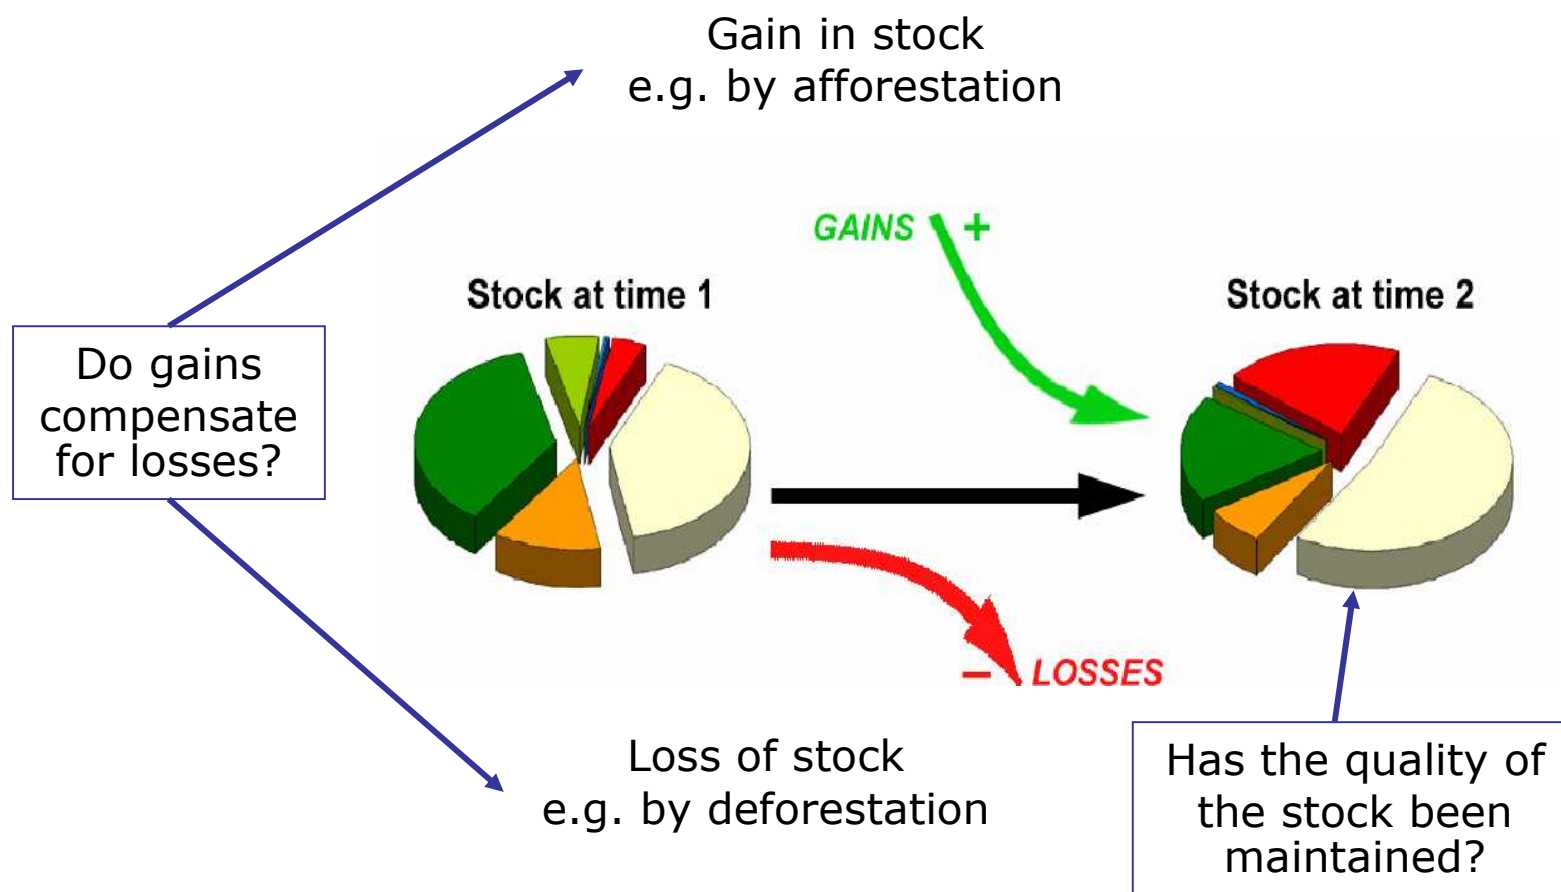 Gain in stock
e.g. by afforestation
GAINS +
Stock at time 1
Stock at time 2
Do gains
compensate
for losses?
– LOSSES
Loss of stock
e.g. by deforestation
Has the quality of
the stock been
maintained?